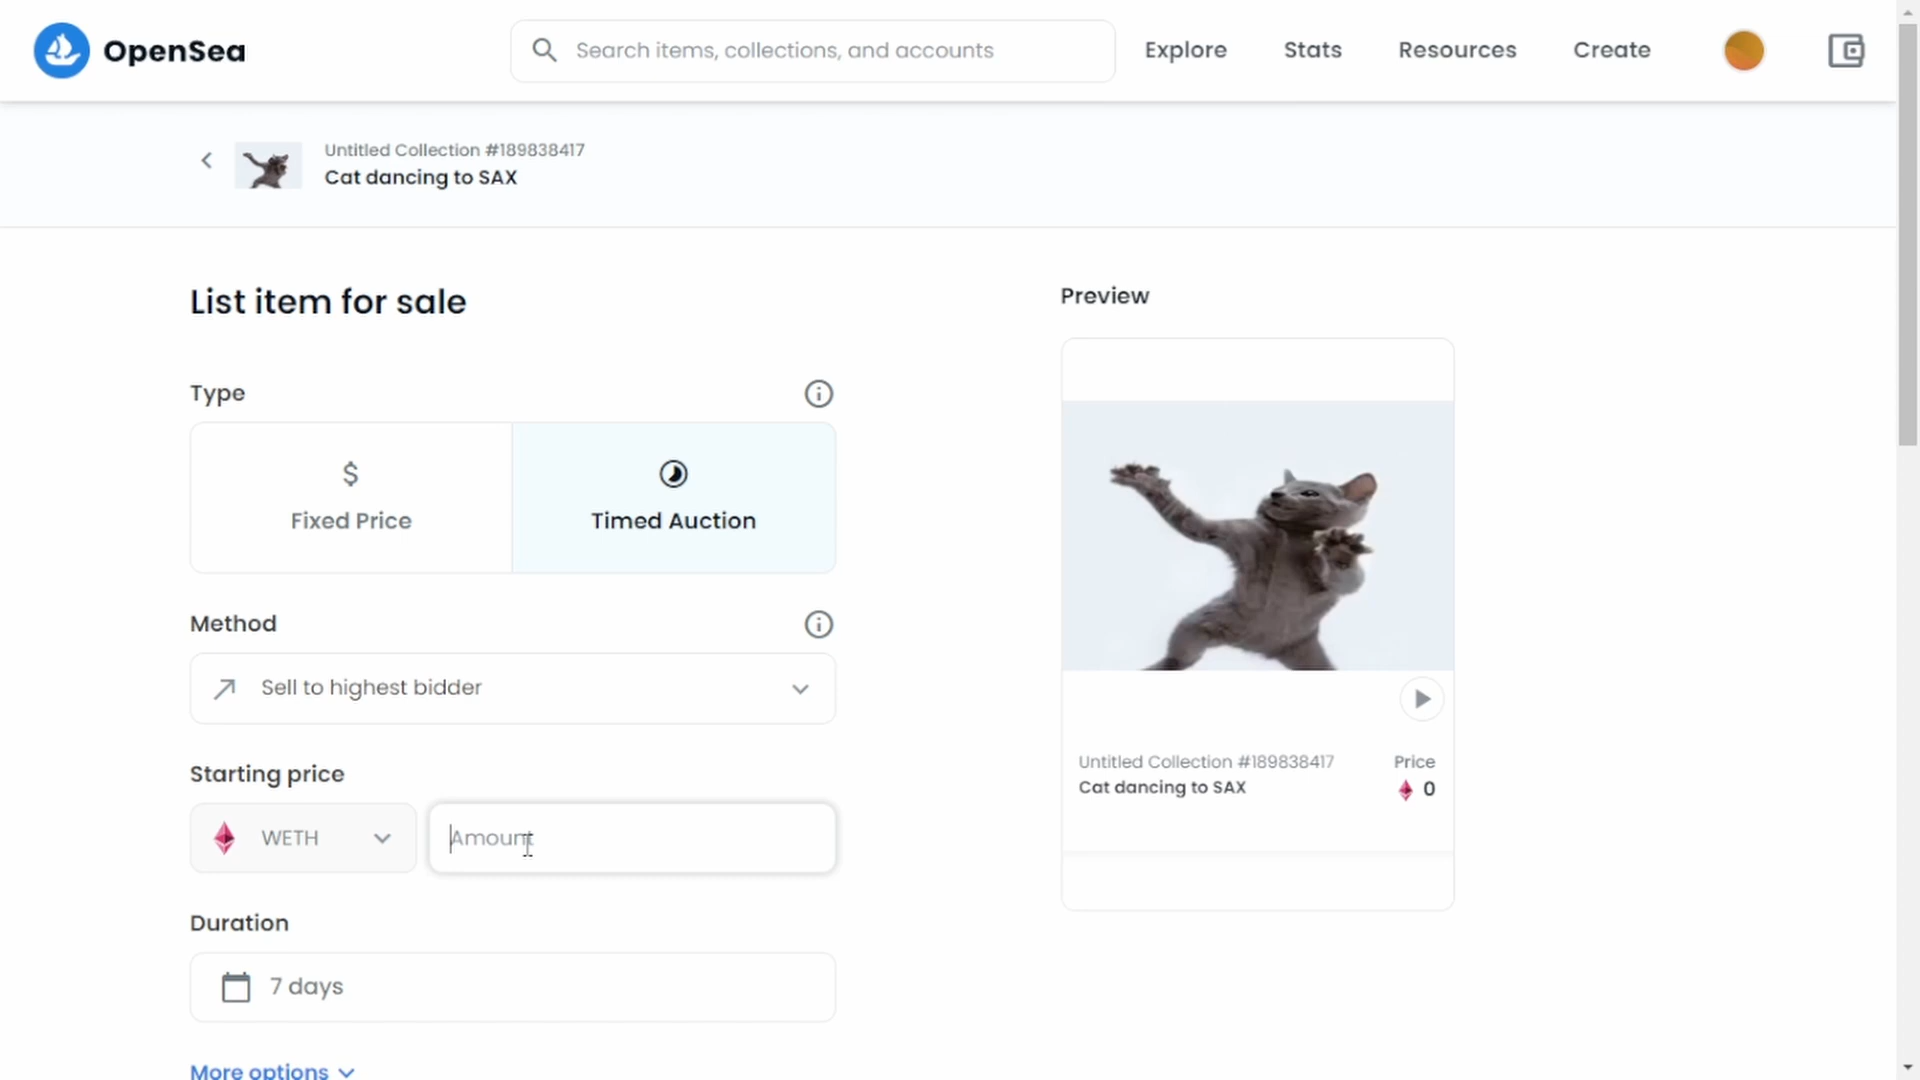 OpenSea
Search items, collections, and accounts
Explore
Stats
Resources
Create
Untitled Collection #189838417
Cat dancing to SAX
List item for sale
Type
$
Fixed Price
Timed Auction
Method
Sell to highest bidder
Starting price
WETH
Amount
Duration
7 days
More options
Preview
Untitled Collection #189838417
Price
Cat dancing to SAX
0